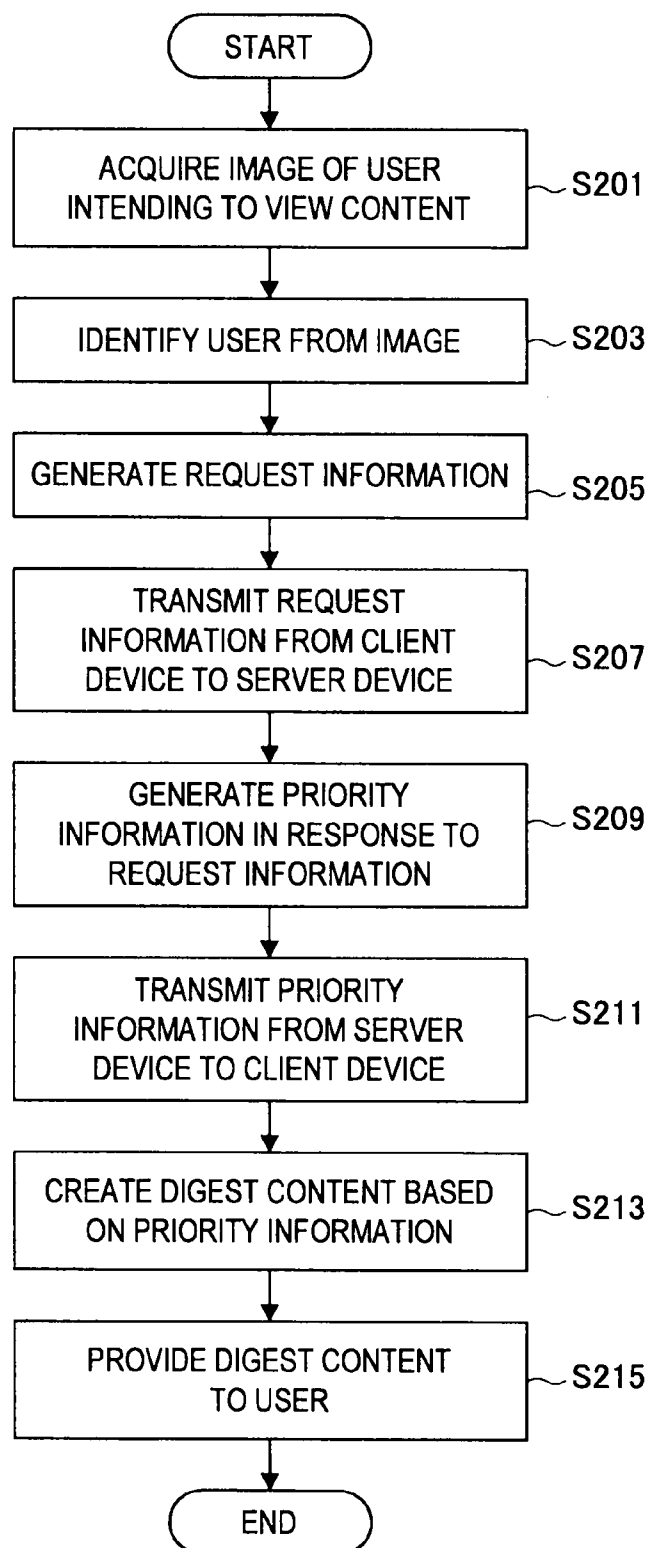 START
ACQUIRE IMAGE OF USER
INTENDING TO VIEW CONTENT
S201
IDENTIFY USER FROM IMAGE
S203
GENERATE REQUEST INFORMATION
S205
TRANSMIT REQUEST
INFORMATION FROM CLIENT
DEVICE TO SERVER DEVICE
S207
GENERATE PRIORITY
INFORMATION IN RESPONSE TO
REQUEST INFORMATION
S209
TRANSMIT PRIORITY
INFORMATION FROM SERVER
DEVICE TO CLIENT DEVICE
S211
CREATE DIGEST CONTENT BASED
ON PRIORITY INFORMATION
S213
PROVIDE DIGEST CONTENT
TO USER
S215
END